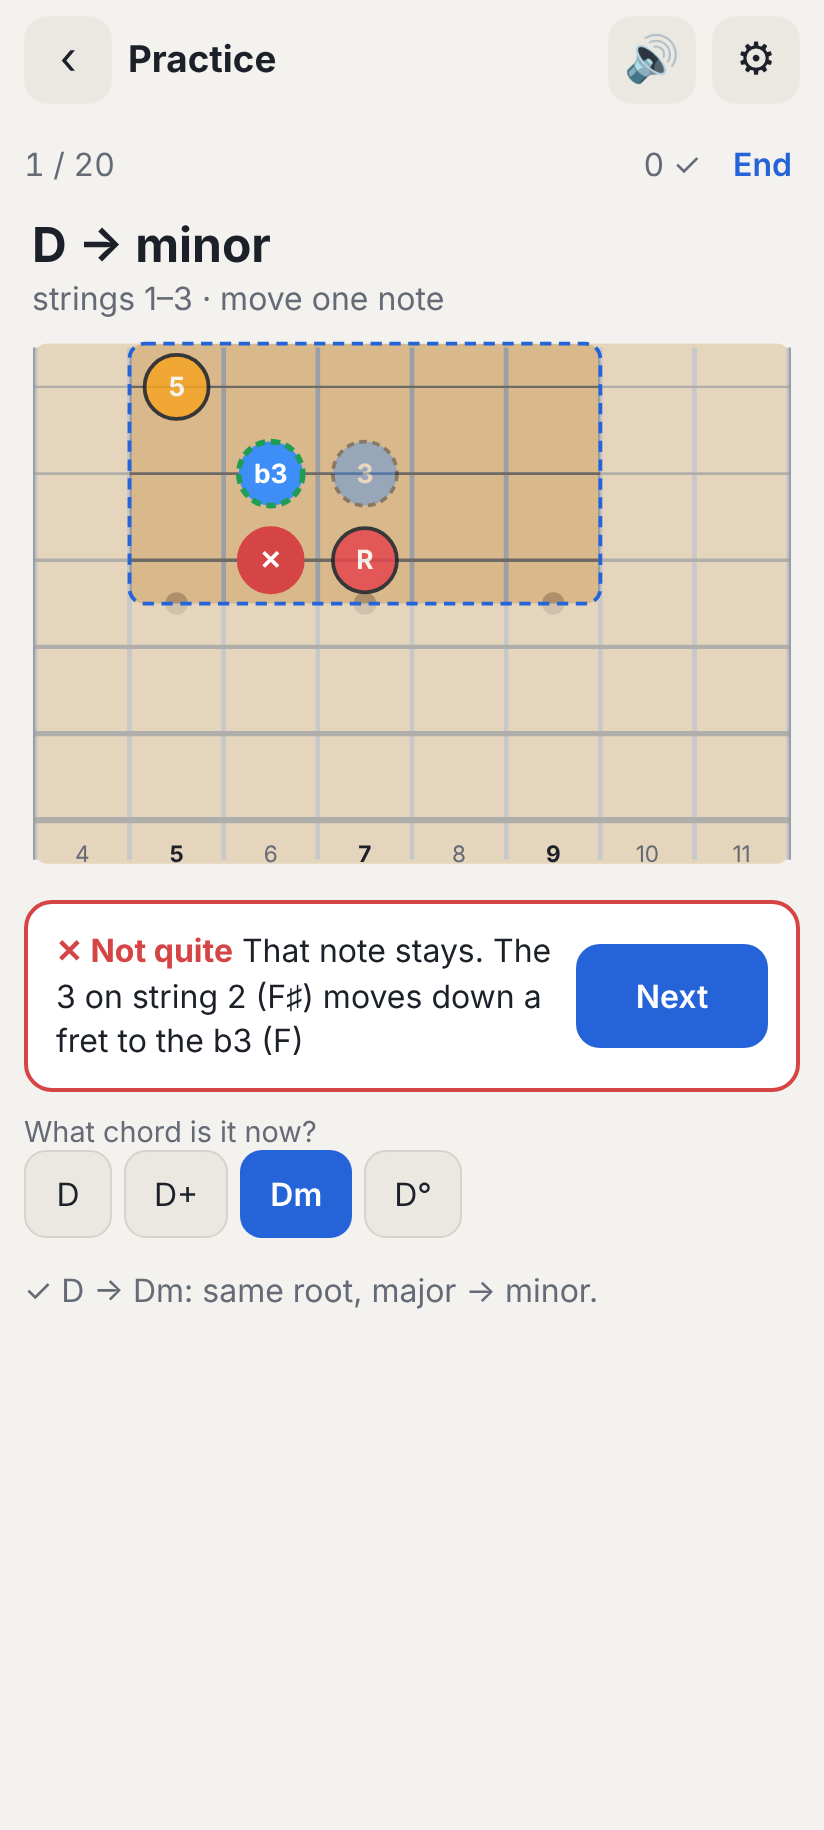 ‹ Practice 🔊 ⚙
1 / 20 0 ✓ End
D → minor
strings 1–3 · move one note
5
b3 3
✕ R
4 5 6 7 8 9 10 11
✕ Not quite That note stays. The
3 on string 2 (F♯) moves down a
fret to the b3 (F)
Next
What chord is it now?
D D+ Dm D°
✓ D → Dm: same root, major → minor.